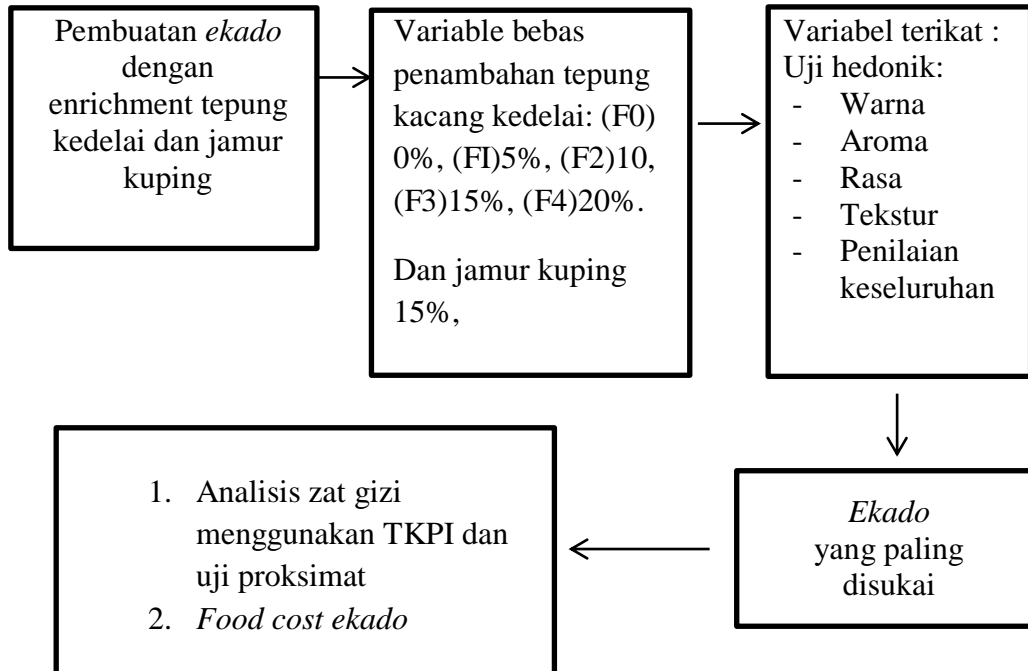 Pembuatan ekado
dengan
enrichment tepung
kedelai dan jamur
kuping
Variable bebas
penambahan tepung
kacang kedelai: (F0)
0%, (FI)5%, (F2)10,
(F3)15%, (F4)20%.
Dan jamur kuping
15%,
Variabel terikat :
Uji hedonik:
- Warna
- Aroma
- Rasa
- Tekstur
- Penilaian
keseluruhan
Ekado
yang paling
disukai
1. Analisis zat gizi
menggunakan TKPI dan
uji proksimat
2. Food cost ekado